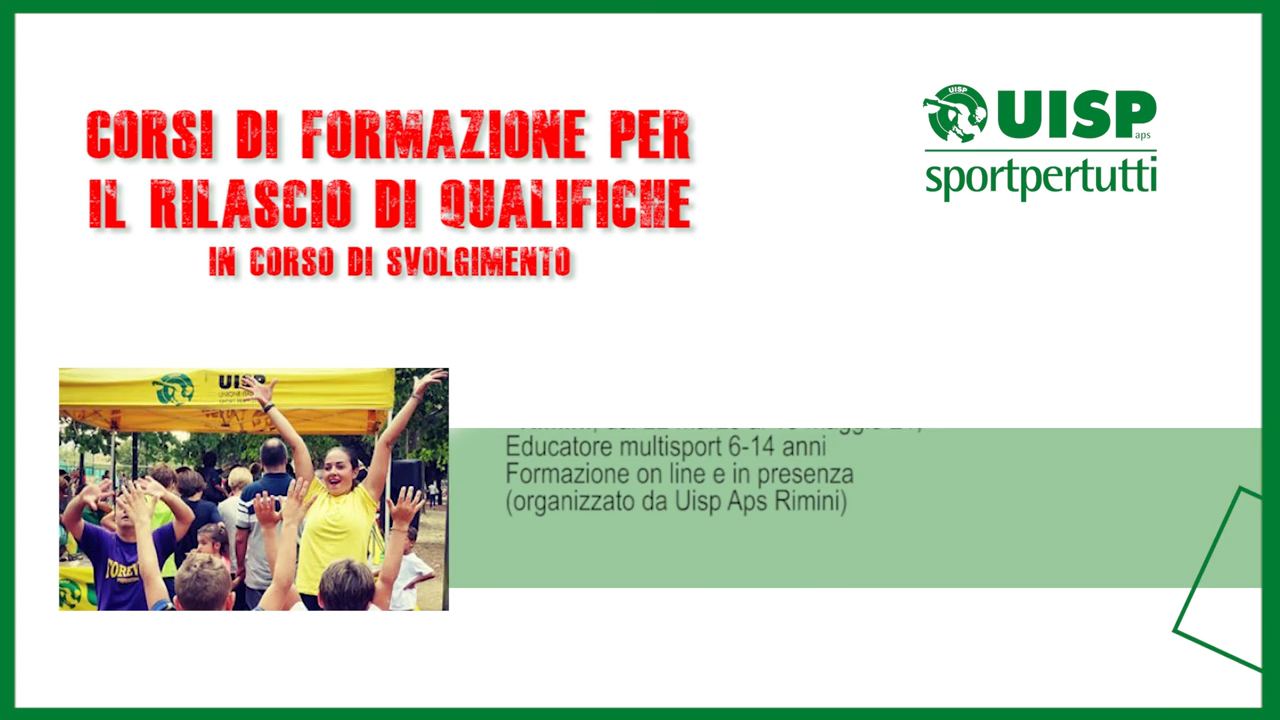 CORSI DI FORMAZIONE PER
IL RILASCIO DI QUALIFICHE
IN CORSO DI SVOLGIMENTO
UISP
UISP
aps
sportpertutti
UISP
Educatore multisport 6-14 anni
Formazione on line e in presenza
(organizzato da Uisp Aps Rimini)